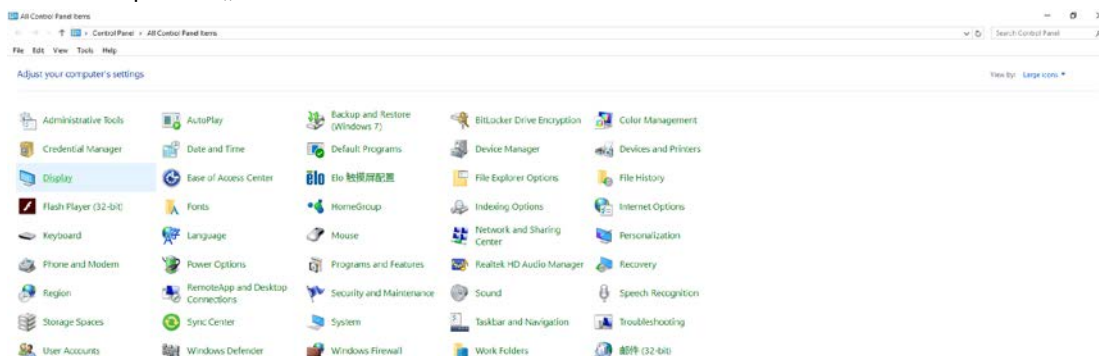 All Control Panel Items
Control Panel › All Control Panel Items
Search Control Panel
File Edit View Tools Help
Adjust your computer's settings
View by: Large icons
Administrative Tools
AutoPlay
Backup and Restore
(Windows 7)
BitLocker Drive Encryption
Color Management
Credential Manager
Date and Time
Default Programs
Device Manager
Devices and Printers
Display
Ease of Access Center
elo
Elo 触摸屏配置
File Explorer Options
File History
Flash Player (32-bit)
Fonts
HomeGroup
Indexing Options
Internet Options
Keyboard
Language
Mouse
Network and Sharing
Center
Personalization
Phone and Modem
Power Options
Programs and Features
Realtek HD Audio Manager
Recovery
Region
RemoteApp and Desktop
Connections
Security and Maintenance
Sound
Speech Recognition
Storage Spaces
Sync Center
System
Taskbar and Navigation
Troubleshooting
User Accounts
Windows Defender
Windows Firewall
Work Folders
邮件 (32-bit)